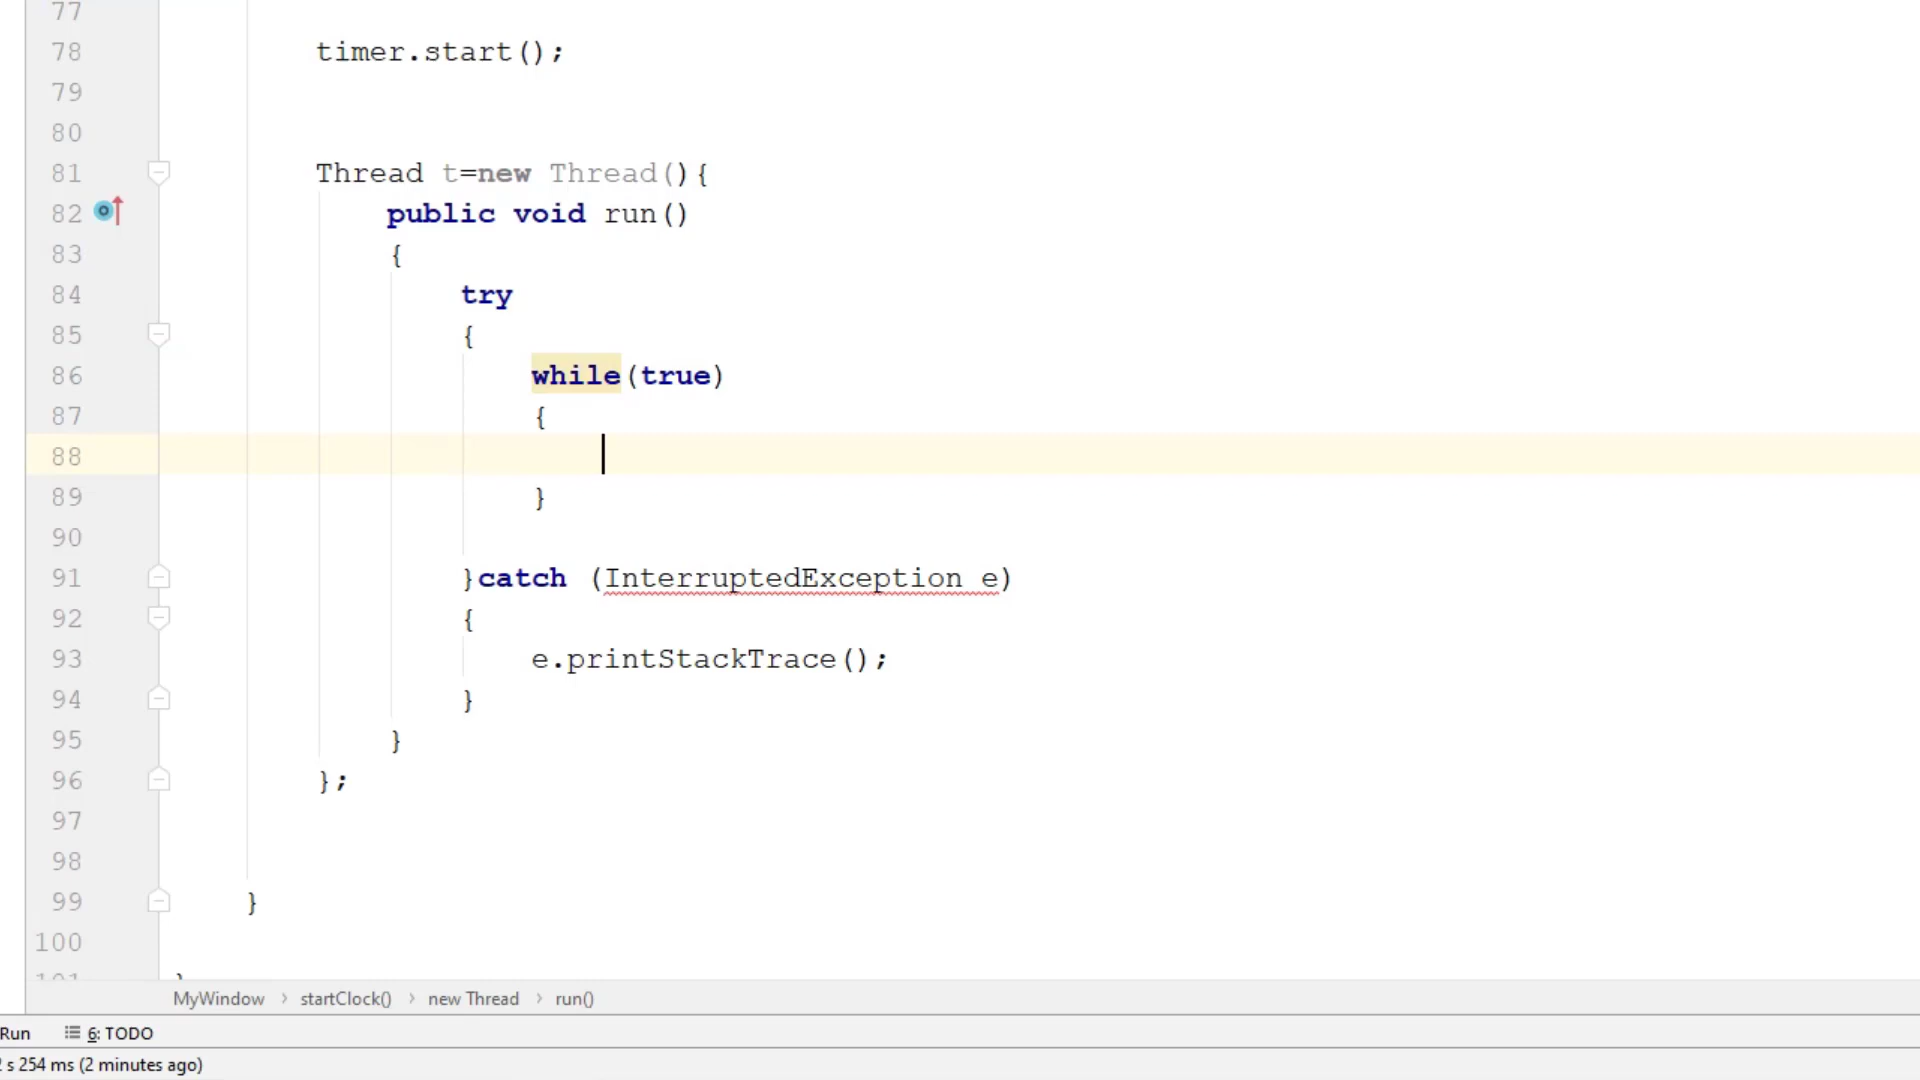 77
78 timer.start();
79
80
81 Thread t=new Thread(){
82 public void run()
83 {
84 try
85 {
86 while(true)
87 {
88
89 }
90
91 }catch (InterruptedException e)
92 {
93 e.printStackTrace();
94 }
95 }
96 };
97
98
99 }
100
101 }
MyWindow › startClock() › new Thread › run()
Run 6: TODO
s 254 ms (2 minutes ago)